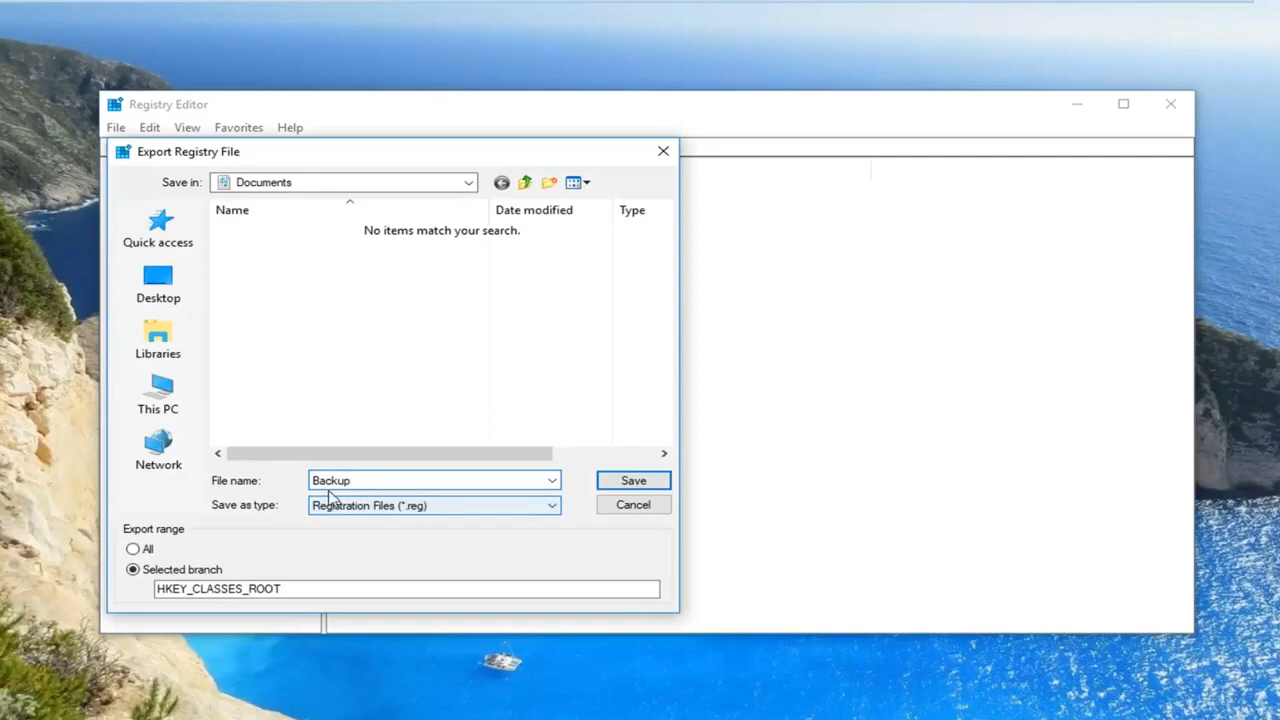 Registry Editor
File Edit View Favorites Help
Export Registry File
Save in: Documents
Name Date modified Type
No items match your search.
Quick access
Desktop
Libraries
This PC
Network
File name: Backup Save
Save as type: Registration Files (*.reg) Cancel
Export range
All
Selected branch
HKEY_CLASSES_ROOT